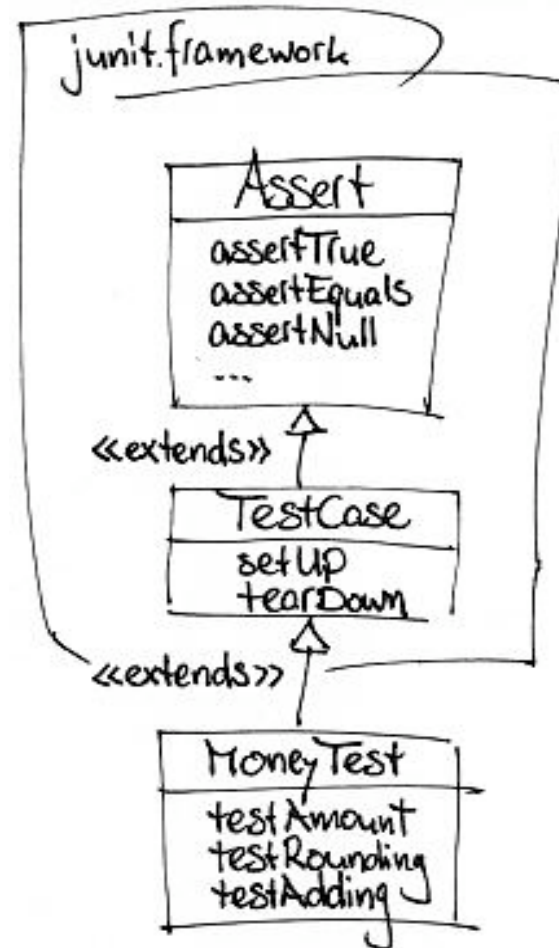 junit.framework
Assert
assertTrue
assertEquals
assertNull
...
«extends»
TestCase
setUp
tearDown
«extends»
MoneyTest
testAmount
testRounding
testAdding